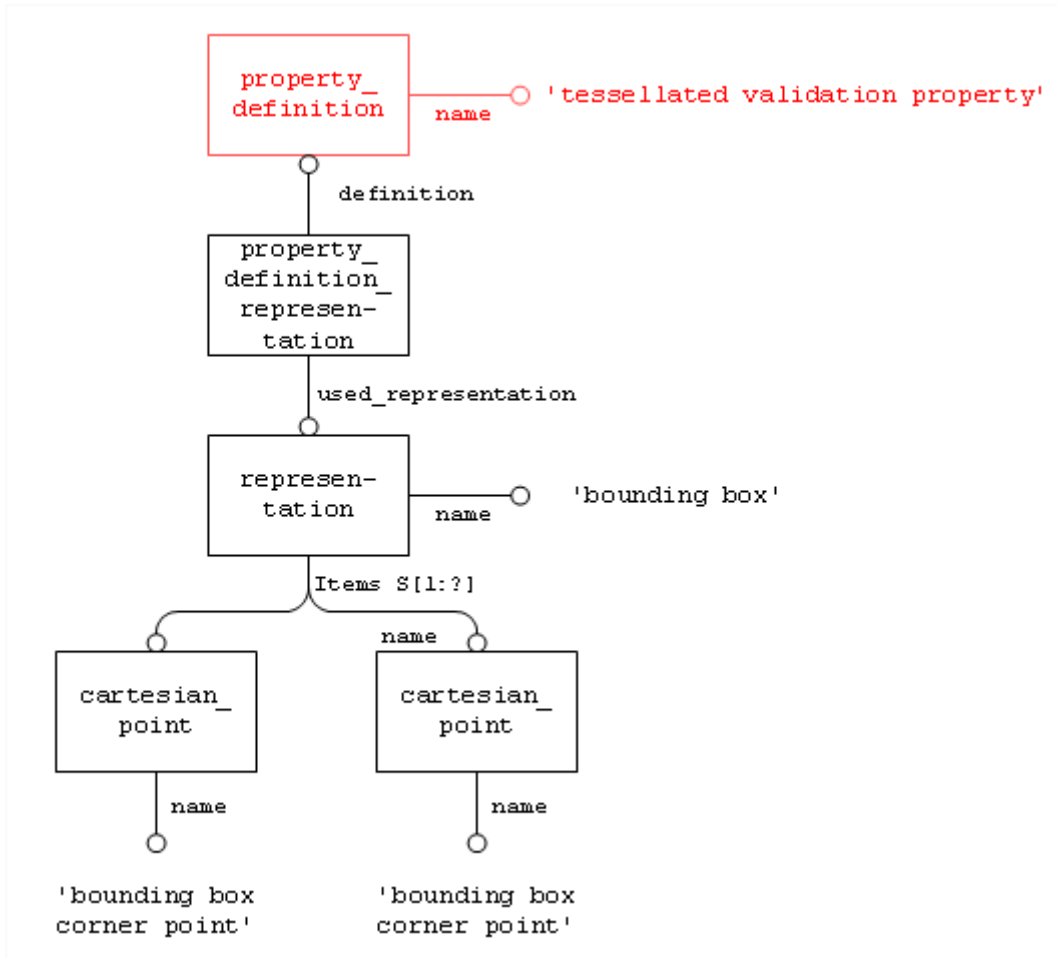 property_
definition
name
'tessellated validation property'
definition
property_
definition_
represen-
tation
used_representation
represen-
tation
name
'bounding box'
Items S[1:?]
name
cartesian_
point
cartesian_
point
name
name
'bounding box
corner point'
'bounding box
corner point'